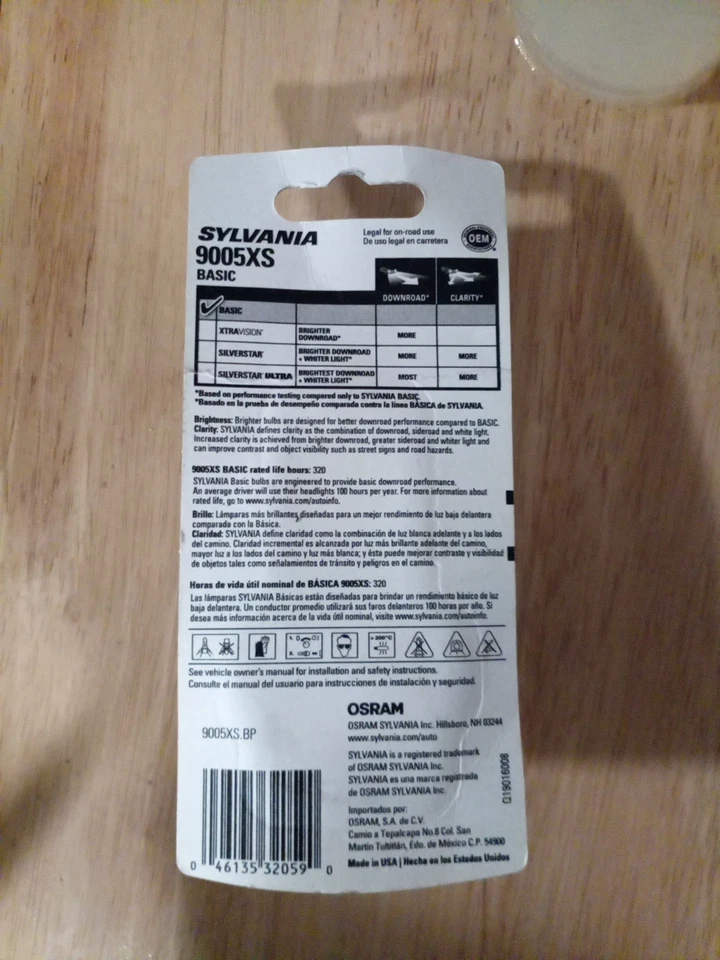 SYLVANIA
9005XS
BASIC
Legal for on-road use
De uso legal en carretera
OEM
DOWNROAD* CLARITY*
BASIC
XTRAVISION® BRIGHTER DOWNROAD* MORE
SILVERSTAR® BRIGHTER DOWNROAD + WHITER LIGHT* MORE MORE
SILVERSTAR® ULTRA BRIGHTEST DOWNROAD + WHITER LIGHT* MOST MORE
*Based on performance testing compared only to SYLVANIA BASIC.
*Basado en la prueba de desempeño comparada contra la línea BÁSICA de SYLVANIA.
Brightness: Brighter bulbs are designed for better downroad performance compared to BASIC.
Clarity: SYLVANIA defines clarity as the combination of downroad, sideroad and white light.
Increased clarity is achieved from brighter downroad, greater sideroad and whiter light and
can improve contrast and object visibility such as street signs and road hazards.
9005XS BASIC rated life hours: 320
SYLVANIA Basic bulbs are engineered to provide basic downroad performance.
An average driver will use their headlights 100 hours per year. For more information about
rated life, go to www.sylvania.com/autoinfo.
Brillo: Lámparas más brillantes diseñadas para un mejor rendimiento de luz baja delantera
comparada con la Básica.
Claridad: SYLVANIA define claridad como la combinación de luz blanca adelante y a los lados
del camino. Claridad incremental es alcanzada por luz más brillante adelante del camino,
mayor luz a los lados del camino y luz más blanca; y ésta puede mejorar contraste y visibilidad
de objetos tales como señalamientos de tránsito y peligros en el camino.
Horas de vida útil nominal de BÁSICA 9005XS: 320
Las lámparas SYLVANIA Básicas están diseñadas para brindar un rendimiento básico de luz
baja delantera. Un conductor promedio utilizará sus faros delanteros 100 horas por año. Si
desea más información acerca de la vida útil nominal, visite www.sylvania.com/autoinfo.
> 200°C
See vehicle owner's manual for installation and safety instructions.
Consulte el manual del usuario para instrucciones de instalación y seguridad.
OSRAM
OSRAM SYLVANIA Inc. Hillsboro, NH 03244
www.sylvania.com/auto
9005XS.BP
SYLVANIA is a registered trademark
of OSRAM SYLVANIA Inc.
SYLVANIA es una marca registrada
de OSRAM SYLVANIA Inc.
Q19016008
Importados por:
OSRAM, S.A. de C.V.
Camio a Tepalcapa No.8 Col. San
Martin Tultitlán, Edo. de México C.P. 54900
Made in USA | Hecha en los Estados Unidos
0 46135 32059 0